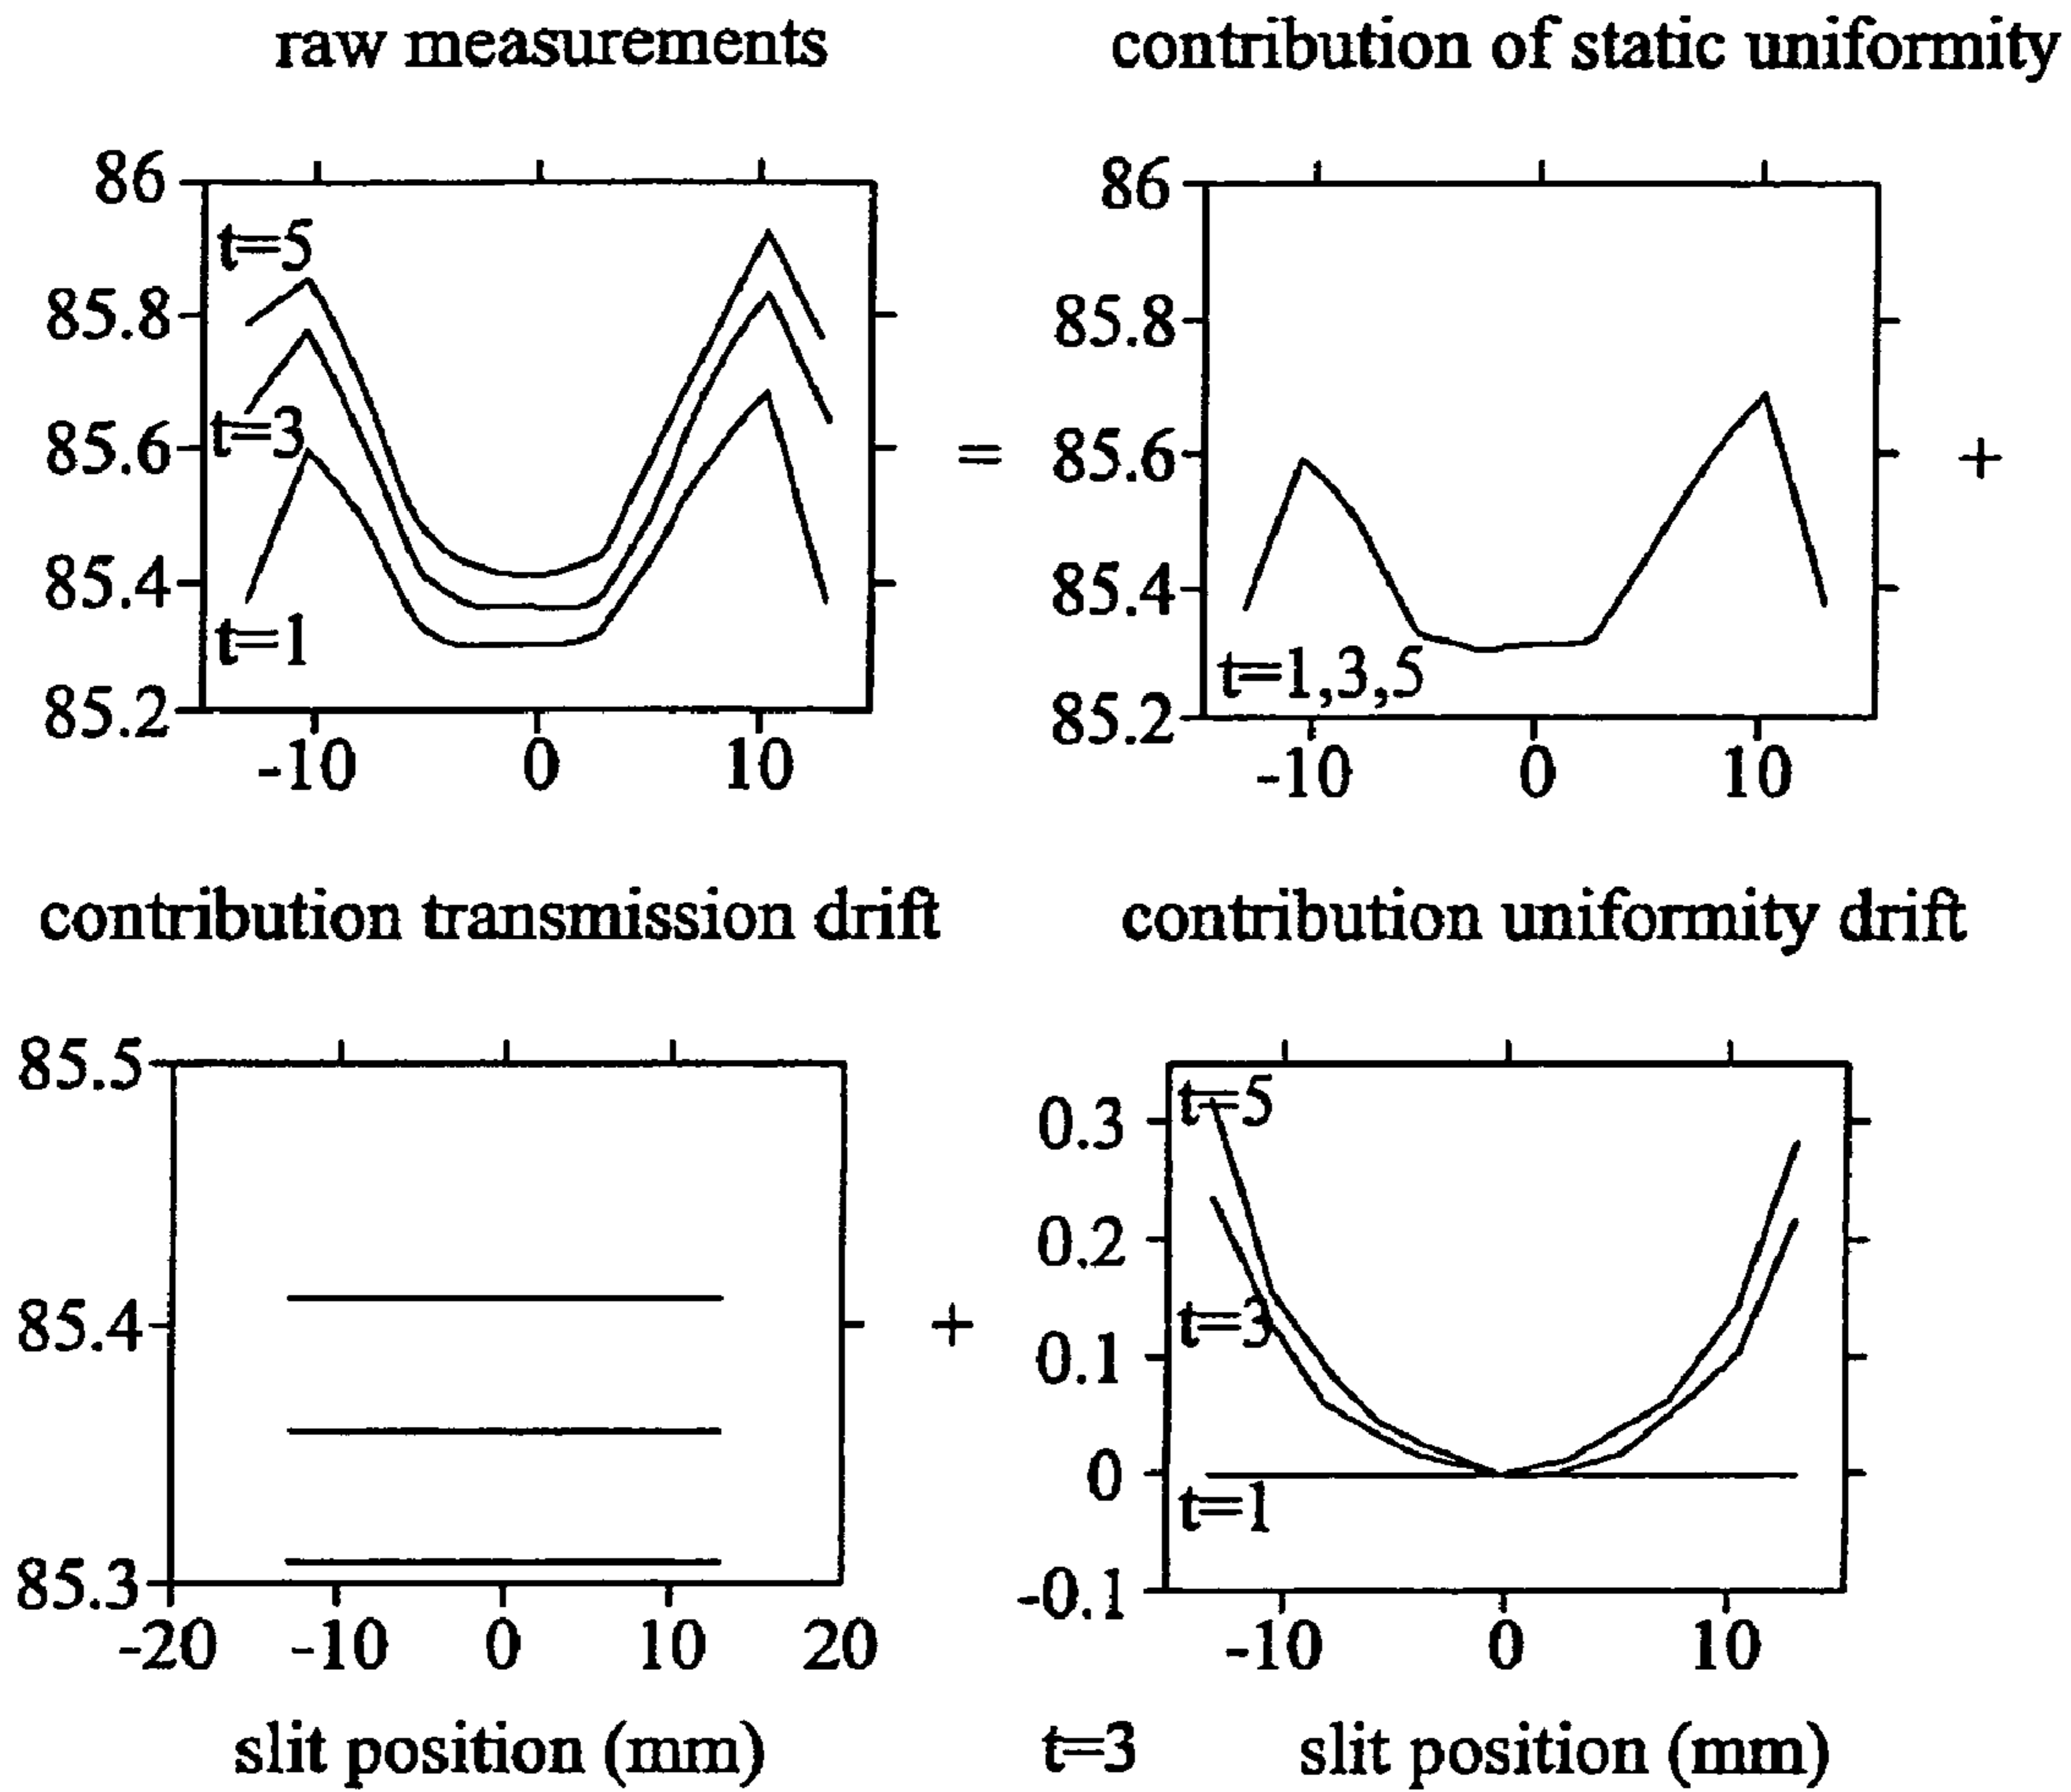 raw measurements
contribution of static uniformity
86
85.8
85.6
85.4
85.2
t=5
t=3
t=1
-10 0 10
=
86
85.8
85.6
85.4
85.2
t=1,3,5
-10 0 10
+
contribution transmission drift
contribution uniformity drift
85.5
85.4
85.3
-20 -10 0 10 20
slit position (mm)
+
0.3
0.2
0.1
0
-0.1
t=5
t=3
t=1
-10 0 10
t=3
slit position (mm)